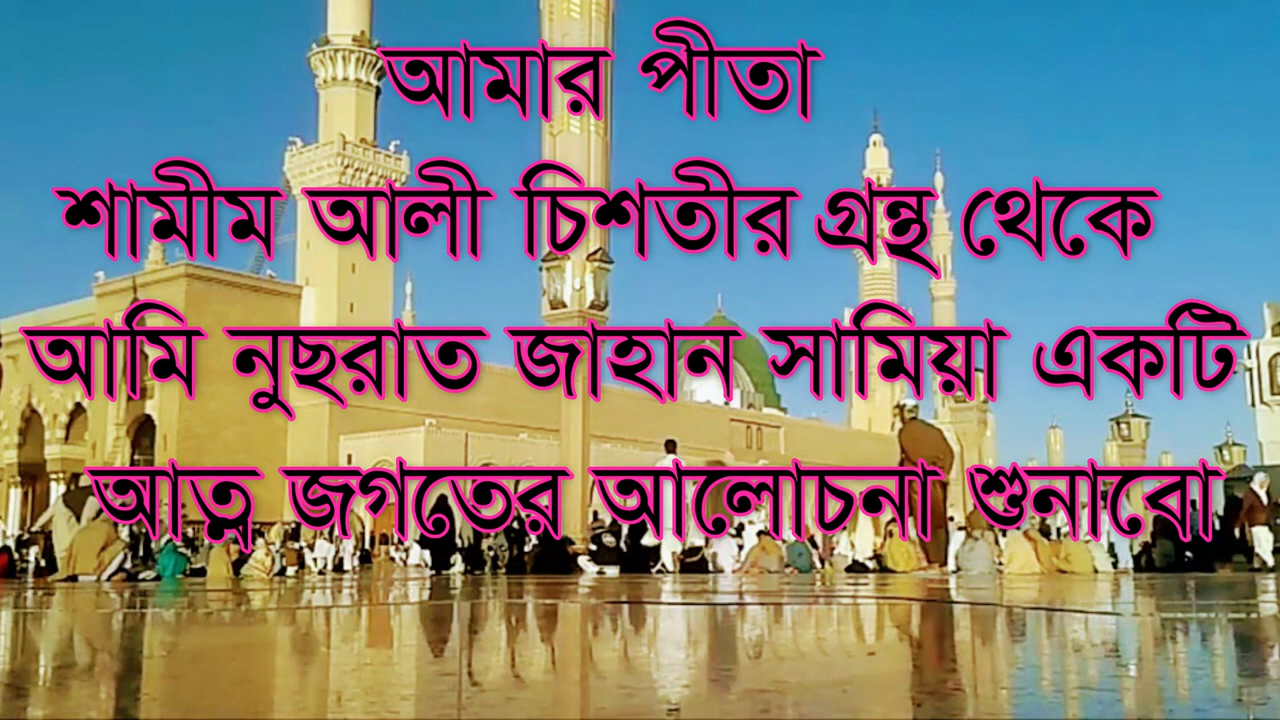 আমার পীতা
শামীম আলী চিশতীর গ্রন্থ থেকে
আমি নুছরাত জাহান সামিয়া একটি
আত্ন জগতের আলোচনা শুনাবো